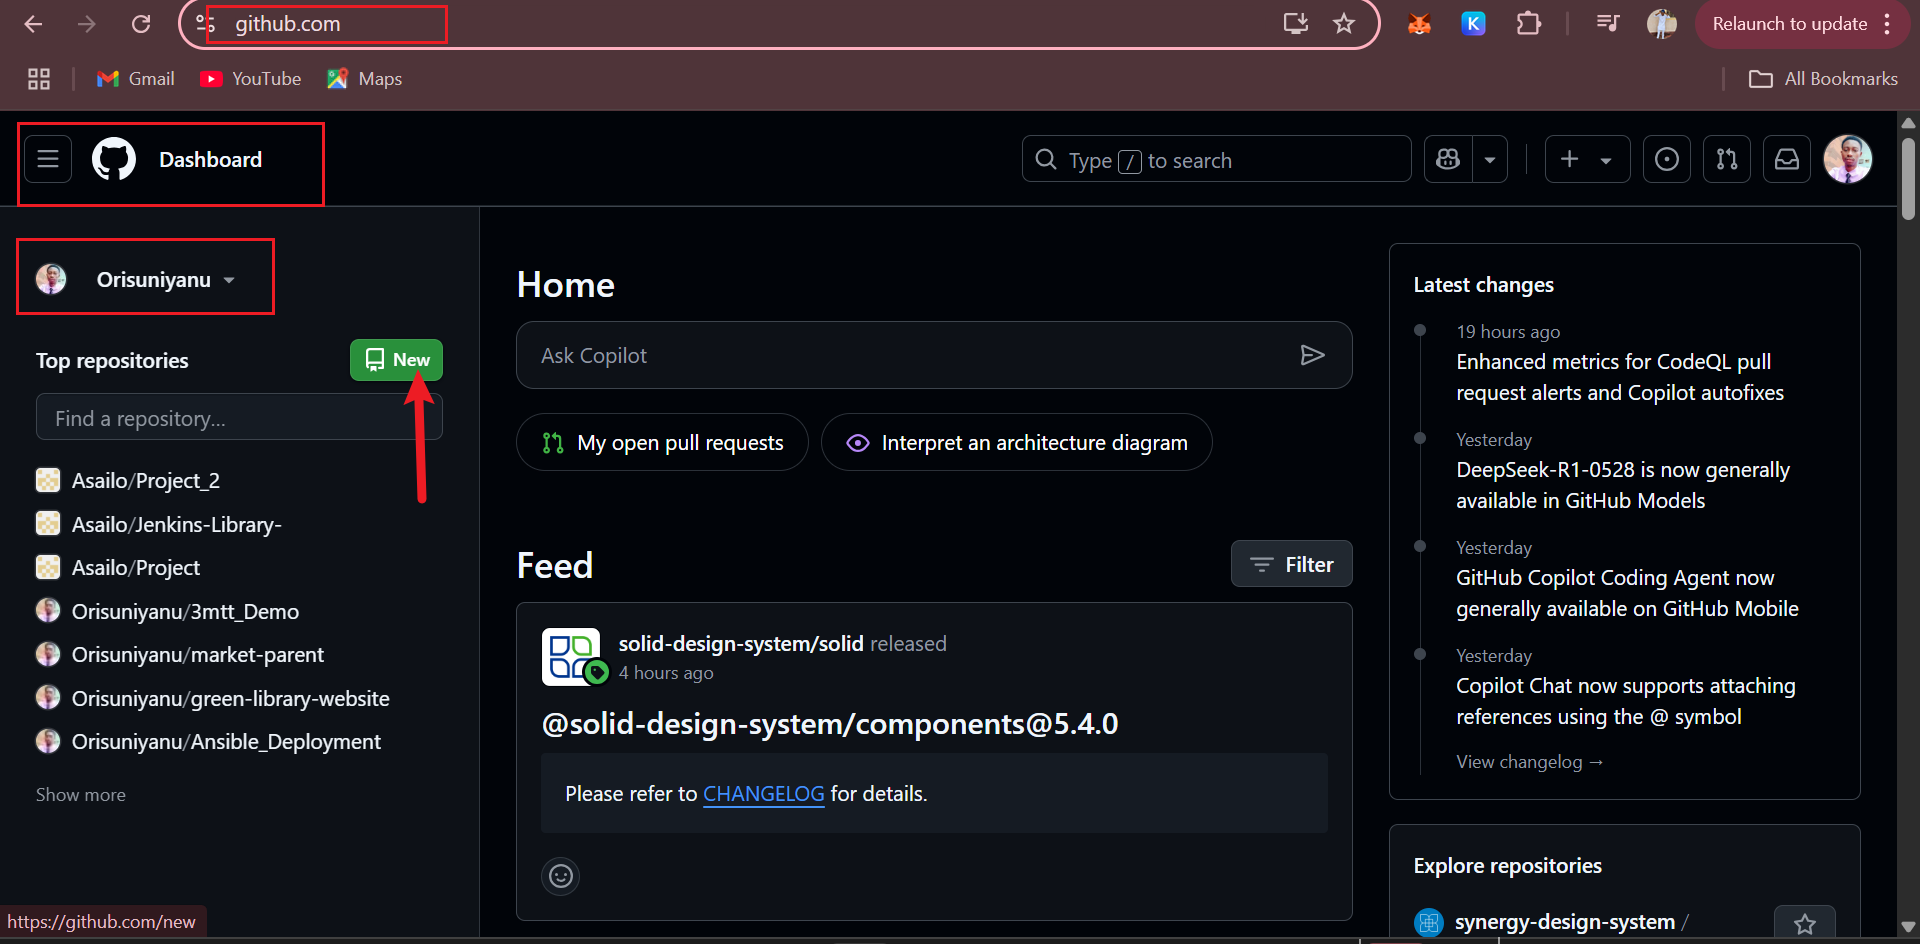 github.com
Relaunch to update
Gmail
YouTube
Maps
All Bookmarks
Dashboard
Type / to search
Orisuniyanu
Top repositories
New
Find a repository...
Asailo/Project_2
Asailo/Jenkins-Library-
Asailo/Project
Orisuniyanu/3mtt_Demo
Orisuniyanu/market-parent
Orisuniyanu/green-library-website
Orisuniyanu/Ansible_Deployment
Show more
https://github.com/new
Home
Ask Copilot
My open pull requests
Interpret an architecture diagram
Feed
Filter
solid-design-system/solid released
4 hours ago
@solid-design-system/components@5.4.0
Please refer to CHANGELOG for details.
Latest changes
19 hours ago
Enhanced metrics for CodeQL pull
request alerts and Copilot autofixes
Yesterday
DeepSeek-R1-0528 is now generally
available in GitHub Models
Yesterday
GitHub Copilot Coding Agent now
generally available on GitHub Mobile
Yesterday
Copilot Chat now supports attaching
references using the @ symbol
View changelog →
Explore repositories
synergy-design-system /